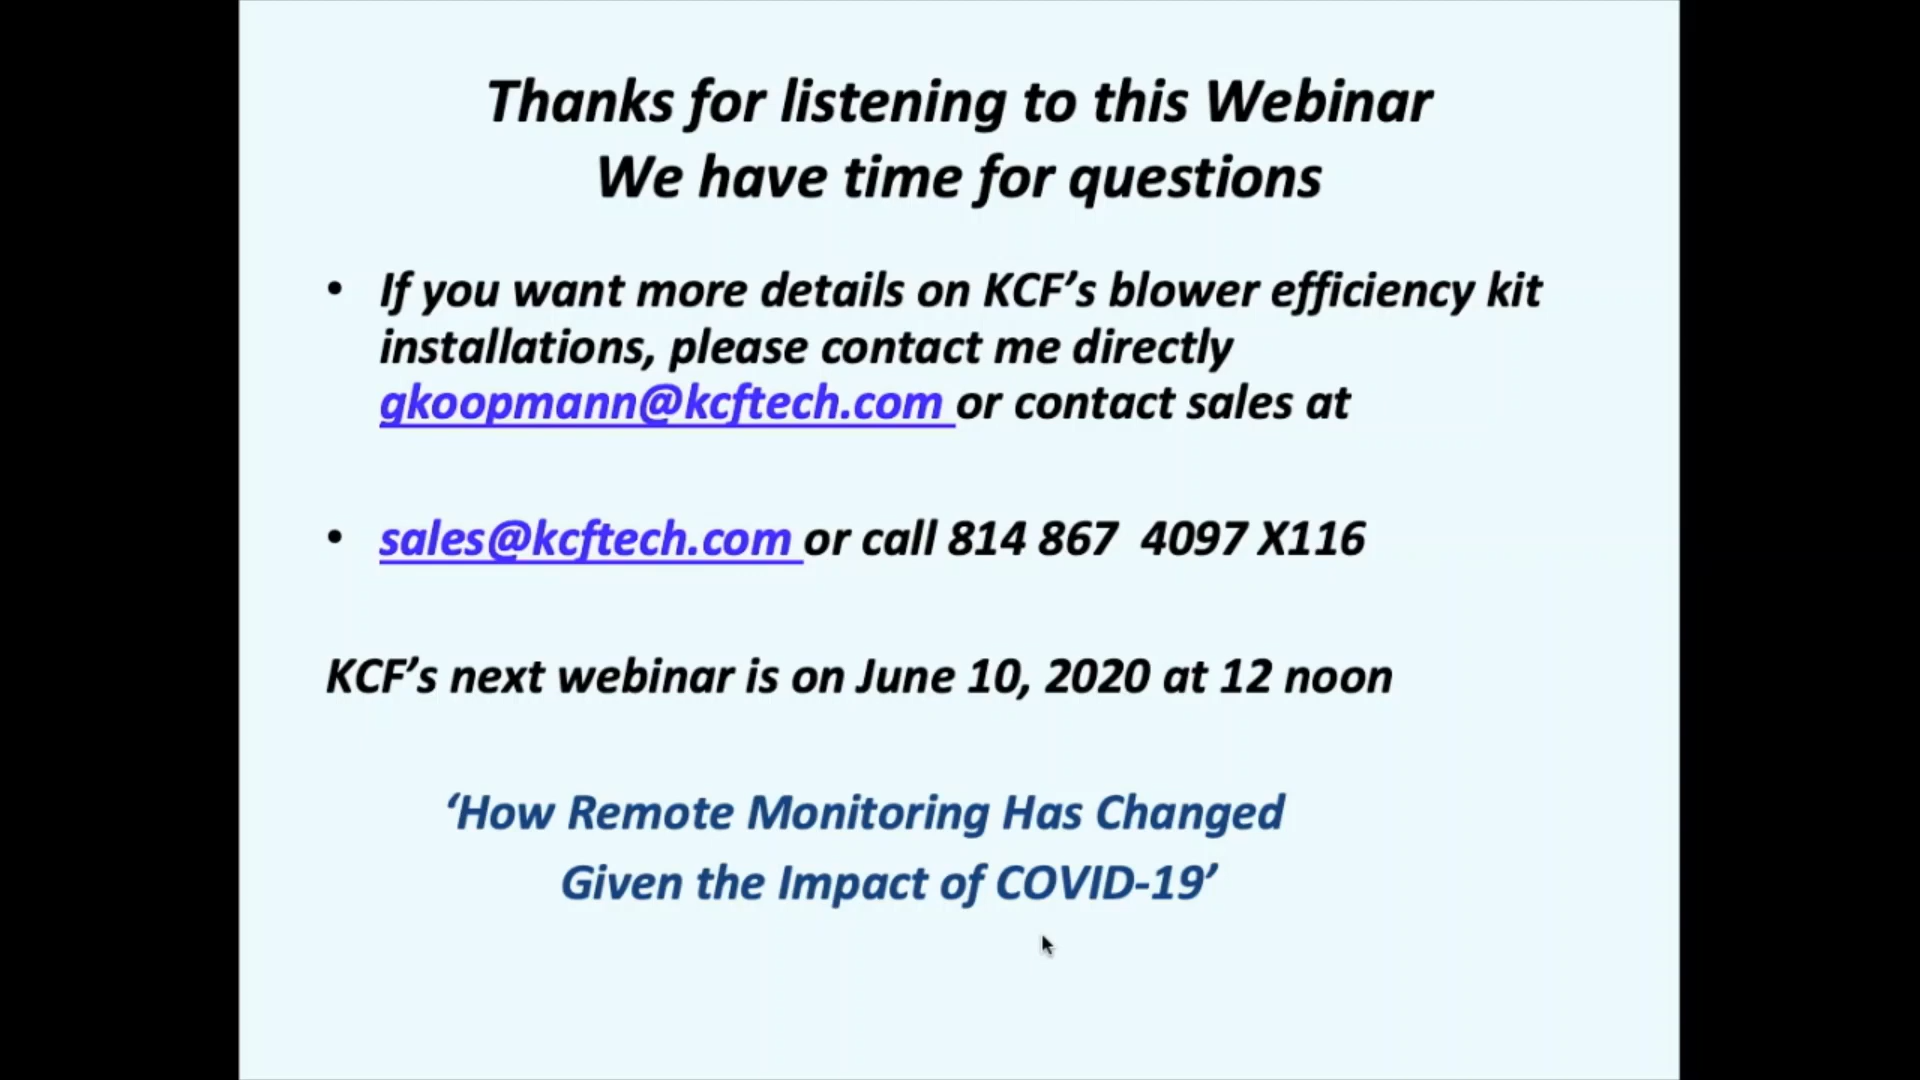 Thanks for listening to this Webinar
We have time for questions
• If you want more details on KCF’s blower efficiency kit
installations, please contact me directly
gkoopmann@kcftech.com or contact sales at
• sales@kcftech.com or call 814 867  4097 X116
KCF’s next webinar is on June 10, 2020 at 12 noon
‘How Remote Monitoring Has Changed
Given the Impact of COVID-19’